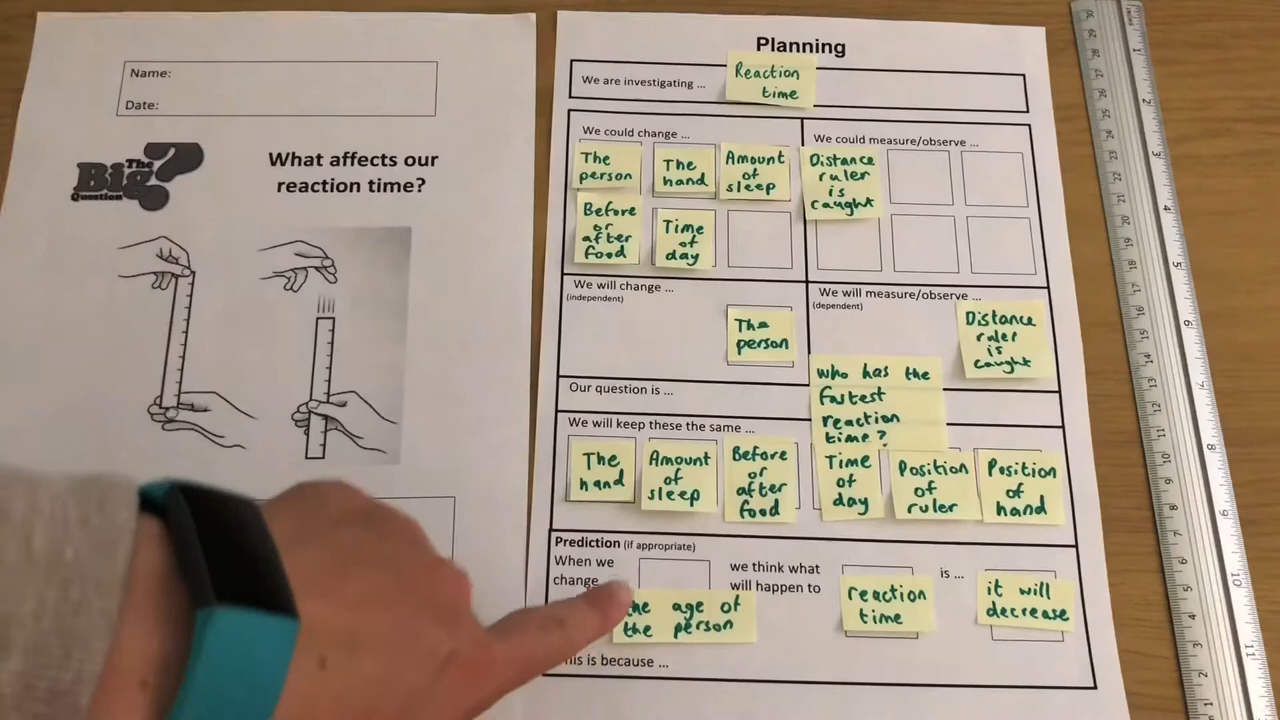 Name:
Date:
The
Big
Question
What affects our
reaction time?
Planning
We are investigating ...
Reaction
time
We could change ...
The
person
The
hand
Amount
of
sleep
Before
or
after
food
Time
of
day
We could measure/observe ...
Distance
ruler
is
caught
We will change ...
(independent)
The
person
We will measure/observe ...
(dependent)
Distance
ruler
is
caught
Our question is ...
who has the
fastest
reaction
time?
We will keep these the same ...
The
hand
Amount
of
sleep
Before
or
after
food
Time
of
day
Position
of
ruler
Position
of
hand
Prediction (if appropriate)
When we
change
the age of
the person
we think what
will happen to
reaction
time
is ...
it will
decrease
This is because ...